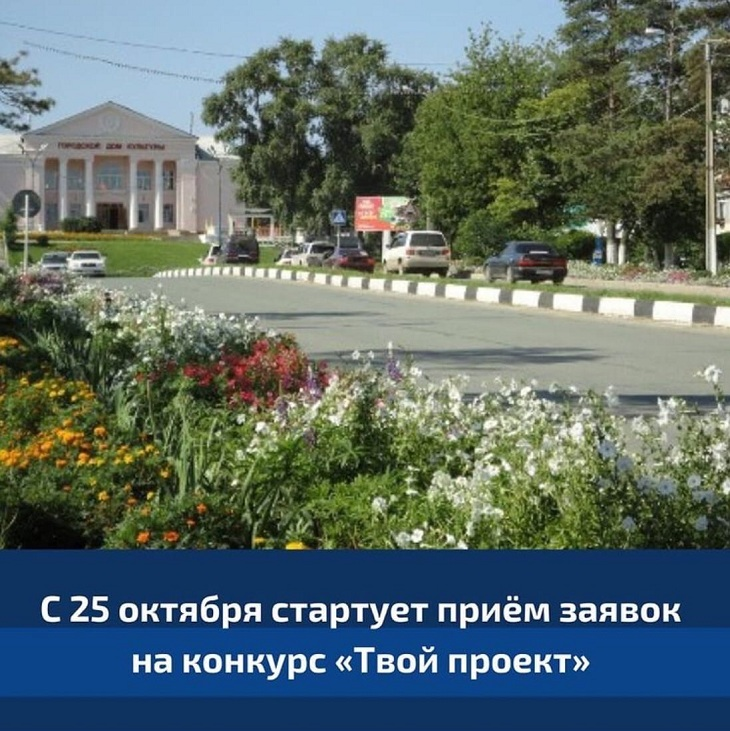 ГОРОДСКОЙ ДОМ КУЛЬТУРЫ
С 25 октября стартует приём заявок
на конкурс «Твой проект»